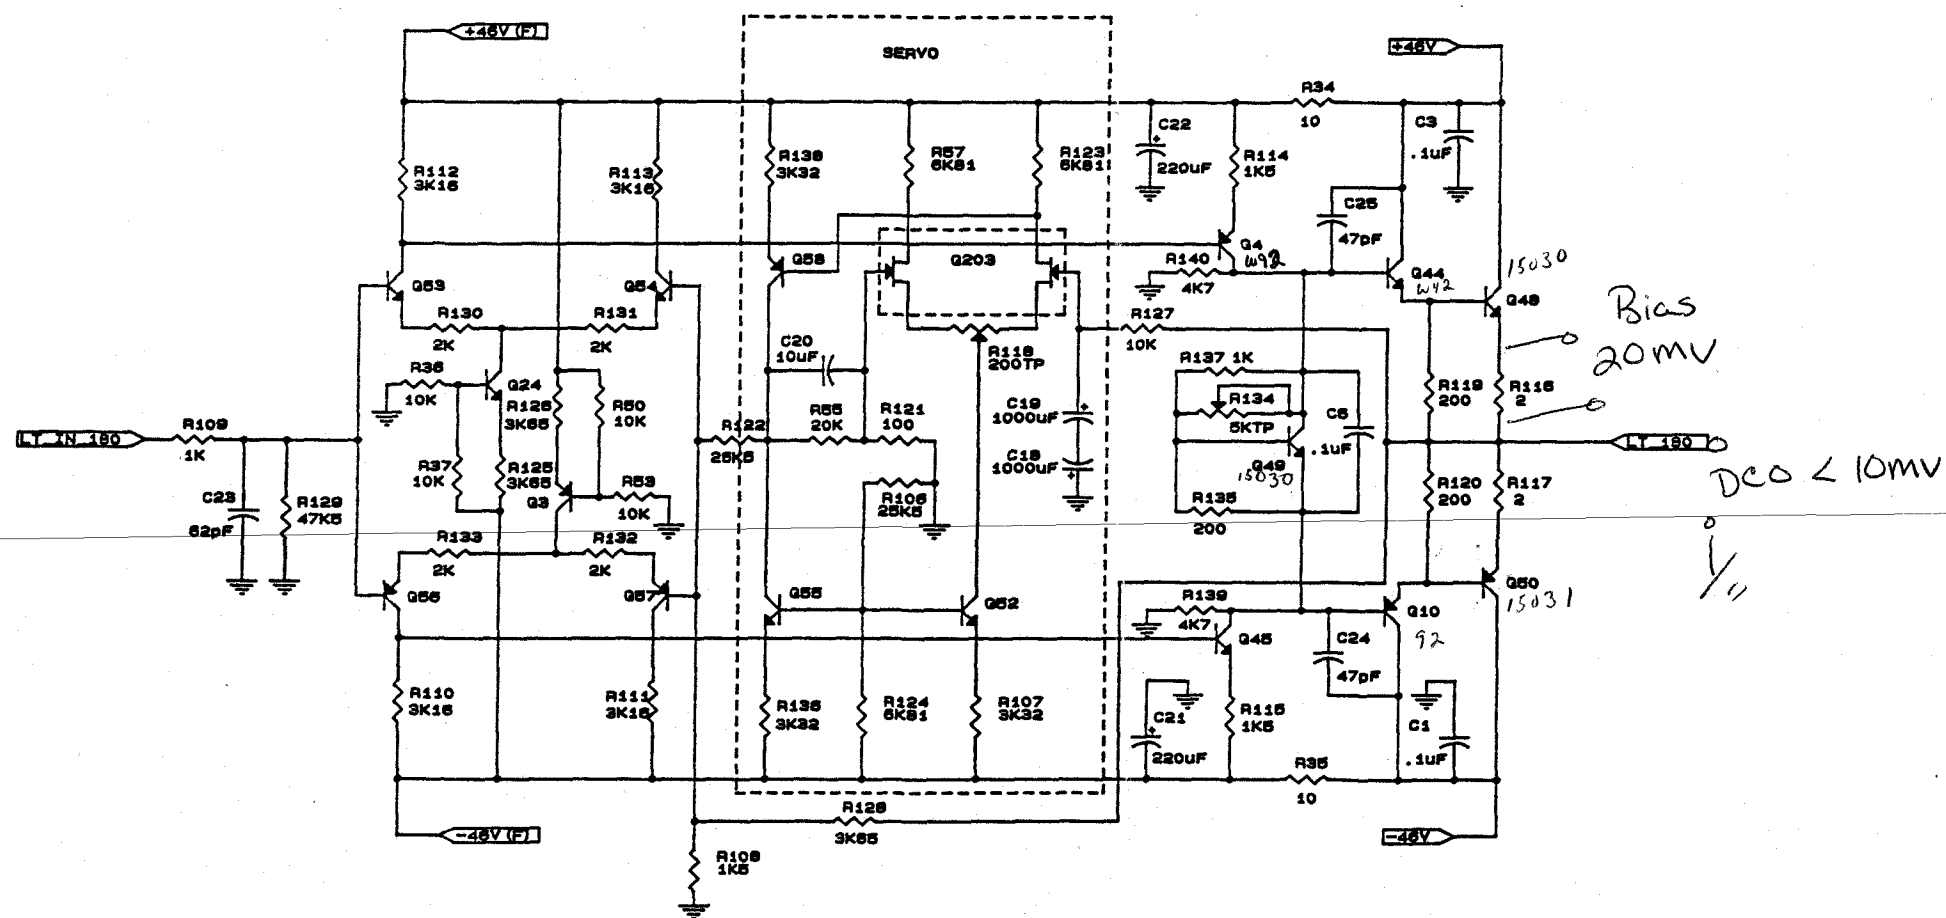 +46V (F)
SERVO
+46V
R34
10
C22
220uF
R114
1K5
C3
.1uF
R112
3K16
R113
3K16
R138
3K32
R57
6K81
R123
6K81
C25
47pF
Q4
W92
Q44
W42
15030
Q48
Q53
Q54
Q58
Q203
R140
4K7
Bias
20mV
R130
2K
R131
2K
C20
10uF
R118
200TP
R127
10K
R137 1K
R36
10K
Q24
R126
3K65
R50
10K
R134
5KTP
C6
.1uF
R119
200
R116
2
LT IN 180
R109
1K
R122
25K5
R55
20K
R121
100
C19
1000uF
C18
1000uF
Q49
15030
LT 180
R37
10K
R125
3K65
Q3
R53
10K
R106
25K5
R135
200
R120
200
R117
2
DCO < 10mV
C23
62pF
R129
47K5
R133
2K
R132
2K
Q56
Q57
Q55
Q52
R139
4K7
Q45
Q10
92
Q50
15031
C24
47pF
R110
3K16
R111
3K16
R136
3K32
R124
6K81
R107
3K32
C21
220uF
R115
1K5
C1
.1uF
R35
10
-46V (F)
R128
3K65
-46V
R108
1K5